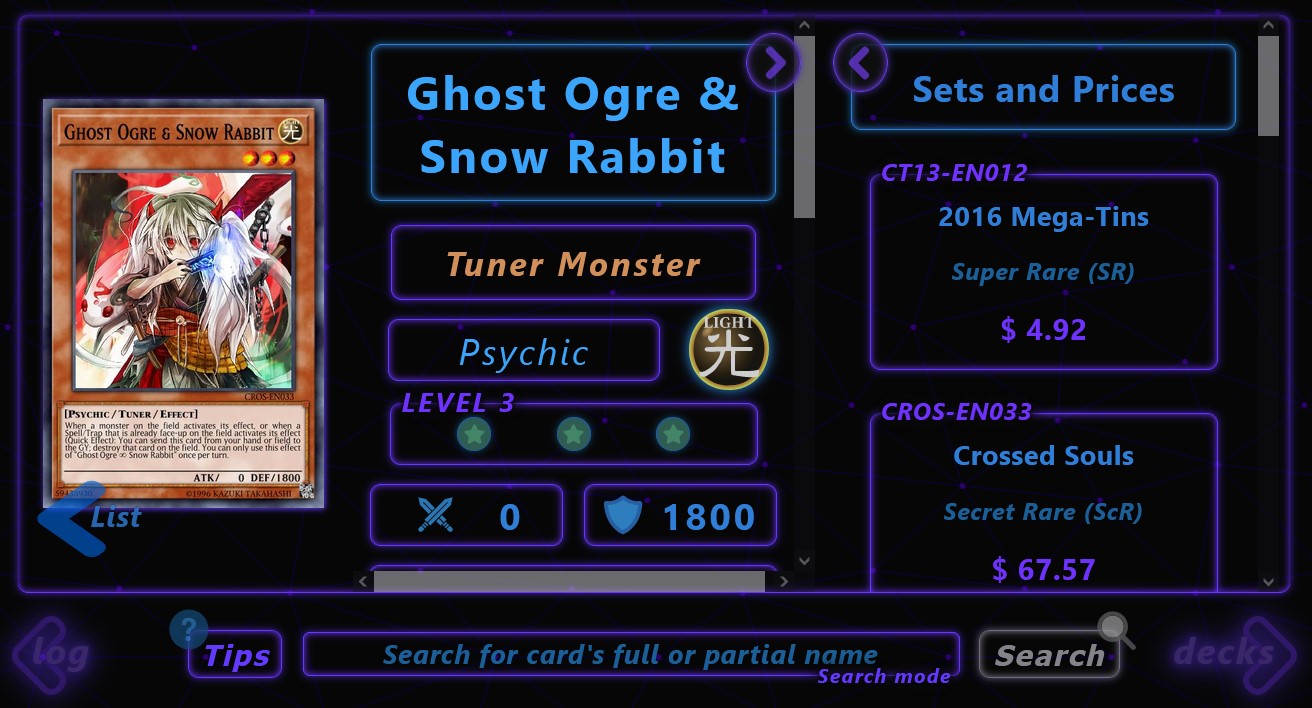 GHOST OGRE & SNOW RABBIT
LIGHT
光
CROS-EN033
[PSYCHIC / TUNER / EFFECT]
When a monster on the field activates its effect, or when a
Spell/Trap that is already face-up on the field activates its effect
(Quick Effect): You can send this card from your hand or field to
the GY; destroy that card on the field. You can only use this effect
of "Ghost Ogre & Snow Rabbit" once per turn.
ATK/ 0 DEF/1800
©1996 KAZUKI TAKAHASHI
List
Ghost Ogre &
Snow Rabbit
Tuner Monster
Psychic
LIGHT
光
LEVEL 3
0
1800
Sets and Prices
CT13-EN012
2016 Mega-Tins
Super Rare (SR)
$ 4.92
CROS-EN033
Crossed Souls
Secret Rare (ScR)
$ 67.57
log
?
Tips
Search for card's full or partial name
Search mode
Search
decks